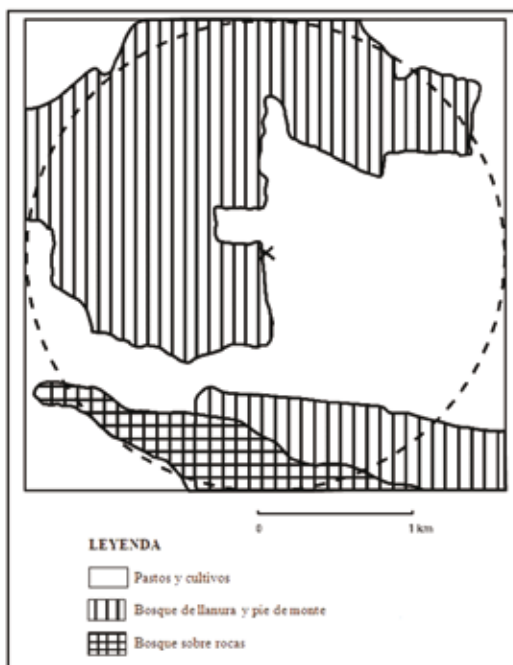 0 1 km
LEYENDA
Pastos y cultivos
Bosque de llanura y pie de monte
Bosque sobre rocas